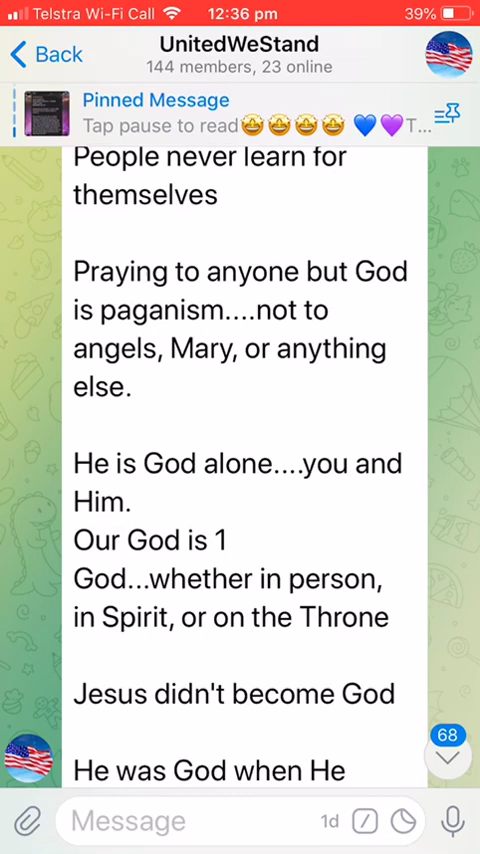 Telstra Wi-Fi Call 12:36 pm 39%
Back UnitedWeStand
144 members, 23 online
Pinned Message
Tap pause to read🤩🤩🤩🤩 💙💜T...
People never learn for
themselves
Praying to anyone but God
is paganism....not to
angels, Mary, or anything
else.
He is God alone....you and
Him.
Our God is 1
God...whether in person,
in Spirit, or on the Throne
Jesus didn't become God
68
He was God when He
Message 1d